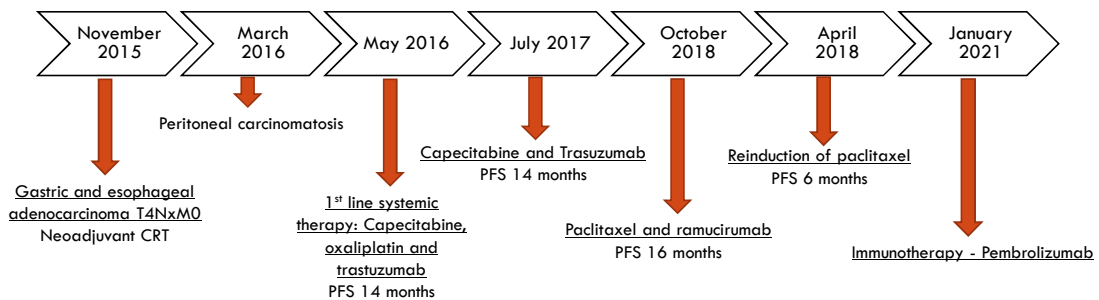 November
2015
March
2016
May 2016
July 2017
October
2018
April
2018
January
2021
Gastric and esophageal
adenocarcinoma T4NxM0
Neoadjuvant CRT
Peritoneal carcinomatosis
1st line systemic
therapy: Capecitabine,
oxaliplatin and
trastuzumab
PFS 14 months
Capecitabine and Trasuzumab
PFS 14 months
Paclitaxel and ramucirumab
PFS 16 months
Reinduction of paclitaxel
PFS 6 months
Immunotherapy - Pembrolizumab